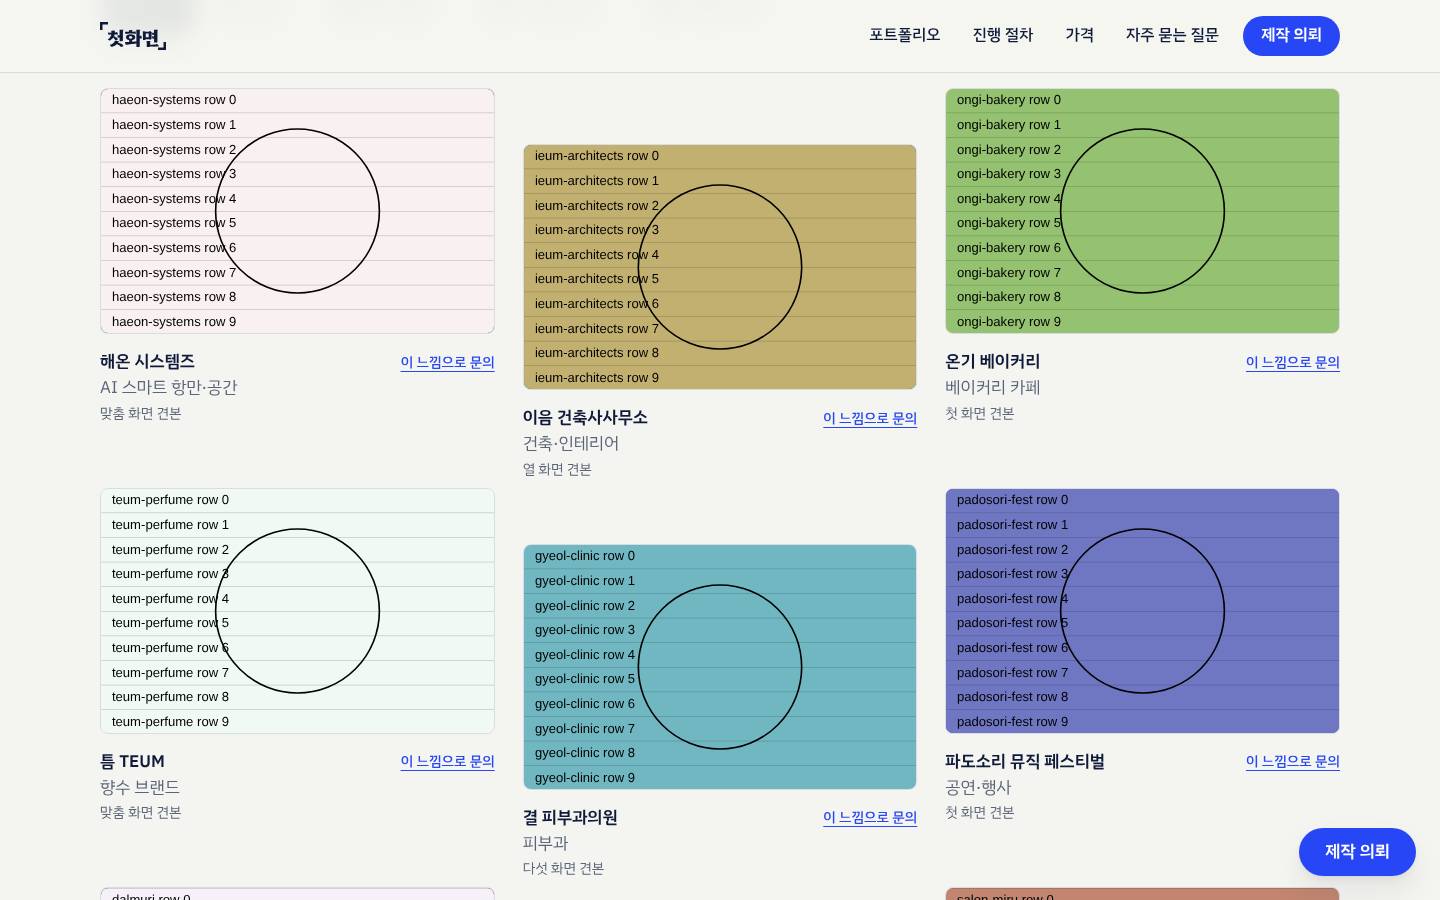 첫화면
포트폴리오
진행 절차
가격
자주 묻는 질문
제작 의뢰
haeon-systems row 0
haeon-systems row 1
haeon-systems row 2
haeon-systems row 3
haeon-systems row 4
haeon-systems row 5
haeon-systems row 6
haeon-systems row 7
haeon-systems row 8
haeon-systems row 9
해온 시스템즈
이 느낌으로 문의
AI 스마트 항만·공간
맞춤 화면 견본
ieum-architects row 0
ieum-architects row 1
ieum-architects row 2
ieum-architects row 3
ieum-architects row 4
ieum-architects row 5
ieum-architects row 6
ieum-architects row 7
ieum-architects row 8
ieum-architects row 9
이음 건축사사무소
이 느낌으로 문의
건축·인테리어
열 화면 견본
ongi-bakery row 0
ongi-bakery row 1
ongi-bakery row 2
ongi-bakery row 3
ongi-bakery row 4
ongi-bakery row 5
ongi-bakery row 6
ongi-bakery row 7
ongi-bakery row 8
ongi-bakery row 9
온기 베이커리
이 느낌으로 문의
베이커리 카페
첫 화면 견본
teum-perfume row 0
teum-perfume row 1
teum-perfume row 2
teum-perfume row 3
teum-perfume row 4
teum-perfume row 5
teum-perfume row 6
teum-perfume row 7
teum-perfume row 8
teum-perfume row 9
틈 TEUM
이 느낌으로 문의
향수 브랜드
맞춤 화면 견본
gyeol-clinic row 0
gyeol-clinic row 1
gyeol-clinic row 2
gyeol-clinic row 3
gyeol-clinic row 4
gyeol-clinic row 5
gyeol-clinic row 6
gyeol-clinic row 7
gyeol-clinic row 8
gyeol-clinic row 9
결 피부과의원
이 느낌으로 문의
피부과
다섯 화면 견본
padosori-fest row 0
padosori-fest row 1
padosori-fest row 2
padosori-fest row 3
padosori-fest row 4
padosori-fest row 5
padosori-fest row 6
padosori-fest row 7
padosori-fest row 8
padosori-fest row 9
파도소리 뮤직 페스티벌
이 느낌으로 문의
공연·행사
첫 화면 견본
제작 의뢰
dalmuri row 0
salon-miru row 0